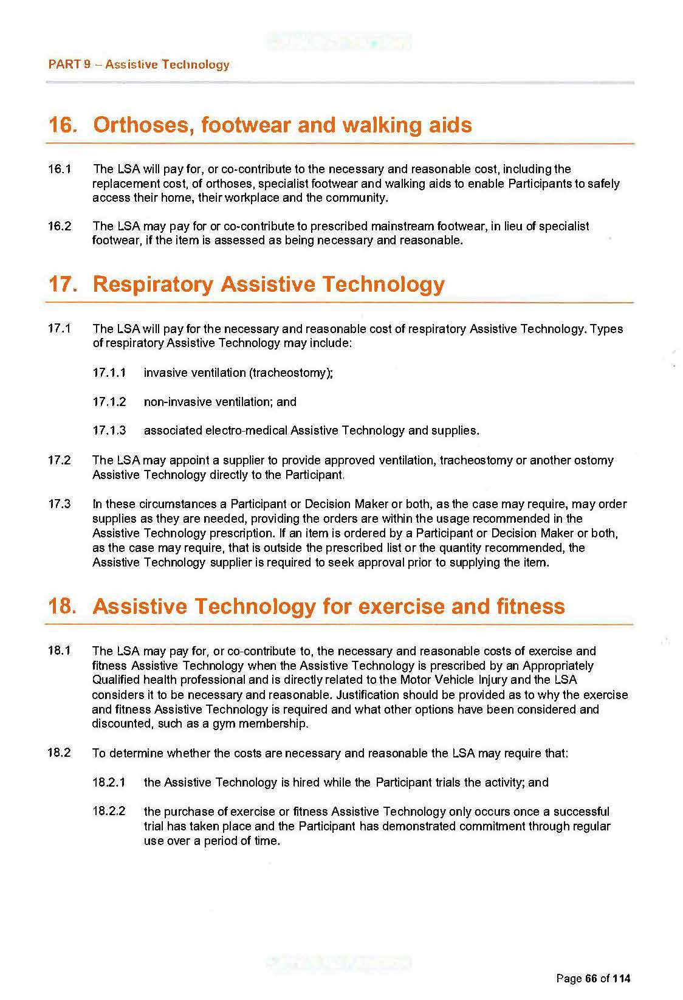 PART 9 – Assistive Technology
16. Orthoses, footwear and walking aids
16.1 The LSA will pay for, or co-contribute to the necessary and reasonable cost, including the
replacement cost, of orthoses, specialist footwear and walking aids to enable Participants to safely
access their home, their workplace and the community.
16.2 The LSA may pay for or co-contribute to prescribed mainstream footwear, in lieu of specialist
footwear, if the item is assessed as being necessary and reasonable.
17. Respiratory Assistive Technology
17.1 The LSA will pay for the necessary and reasonable cost of respiratory Assistive Technology. Types
of respiratory Assistive Technology may include:
17.1.1 invasive ventilation (tracheostomy);
17.1.2 non-invasive ventilation; and
17.1.3 associated electro-medical Assistive Technology and supplies.
17.2 The LSA may appoint a supplier to provide approved ventilation, tracheostomy or another ostomy
Assistive Technology directly to the Participant.
17.3 In these circumstances a Participant or Decision Maker or both, as the case may require, may order
supplies as they are needed, providing the orders are within the usage recommended in the
Assistive Technology prescription. If an item is ordered by a Participant or Decision Maker or both,
as the case may require, that is outside the prescribed list or the quantity recommended, the
Assistive Technology supplier is required to seek approval prior to supplying the item.
18. Assistive Technology for exercise and fitness
18.1 The LSA may pay for, or co-contribute to, the necessary and reasonable costs of exercise and
fitness Assistive Technology when the Assistive Technology is prescribed by an Appropriately
Qualified health professional and is directly related to the Motor Vehicle Injury and the LSA
considers it to be necessary and reasonable. Justification should be provided as to why the exercise
and fitness Assistive Technology is required and what other options have been considered and
discounted, such as a gym membership.
18.2 To determine whether the costs are necessary and reasonable the LSA may require that:
18.2.1 the Assistive Technology is hired while the Participant trials the activity; and
18.2.2 the purchase of exercise or fitness Assistive Technology only occurs once a successful
trial has taken place and the Participant has demonstrated commitment through regular
use over a period of time.
Page 66 of 114